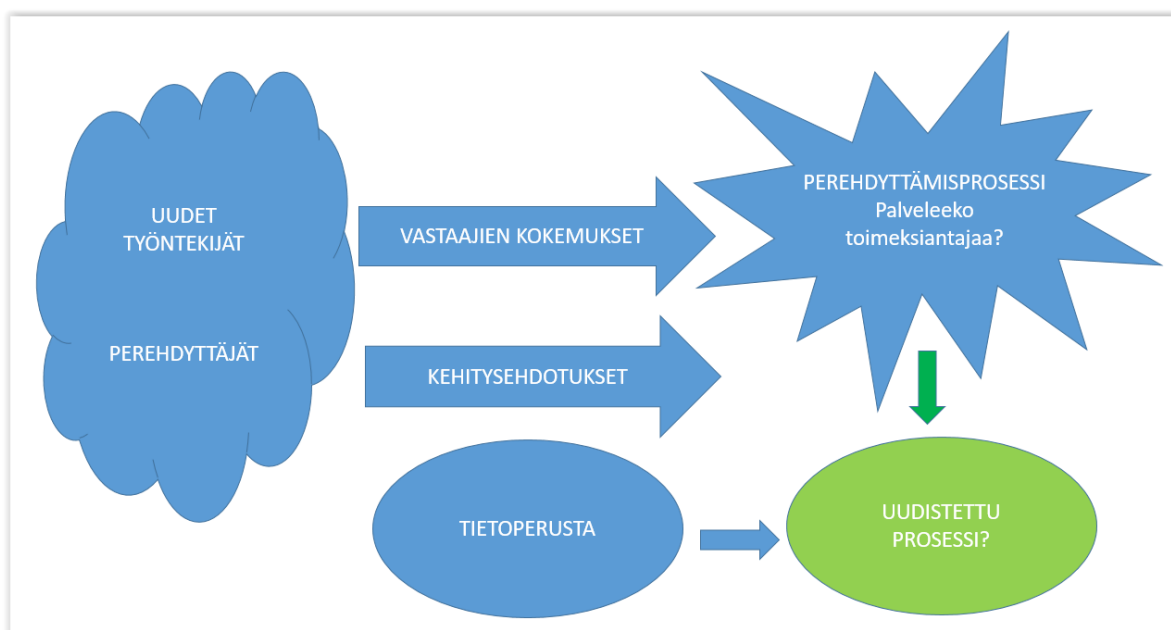 UUDET
TYÖNTEKIJÄT
PEREHDYTTÄJÄT
VASTAAJIEN KOKEMUKSET
KEHITYSEHDOTUKSET
PEREHDYTTÄMISPROSESSI
Palveleeko
toimeksiantajaa?
TIETOPERUSTA
UUDISTETTU
PROSESSI?